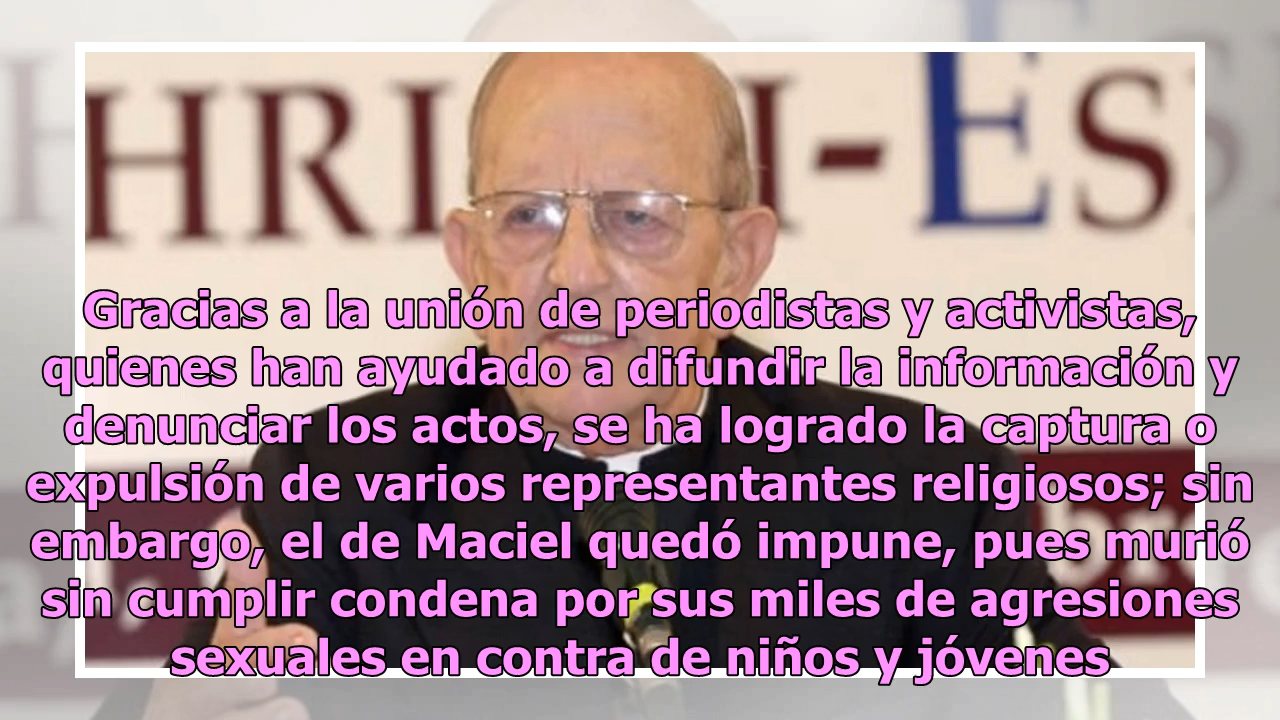 HRI I-Es
Gracias a la unión de periodistas y activistas,
quienes han ayudado a difundir la información y
denunciar los actos, se ha logrado la captura o
expulsión de varios representantes religiosos; sin
embargo, el de Maciel quedó impune, pues murió
sin cumplir condena por sus miles de agresiones
sexuales en contra de niños y jóvenes